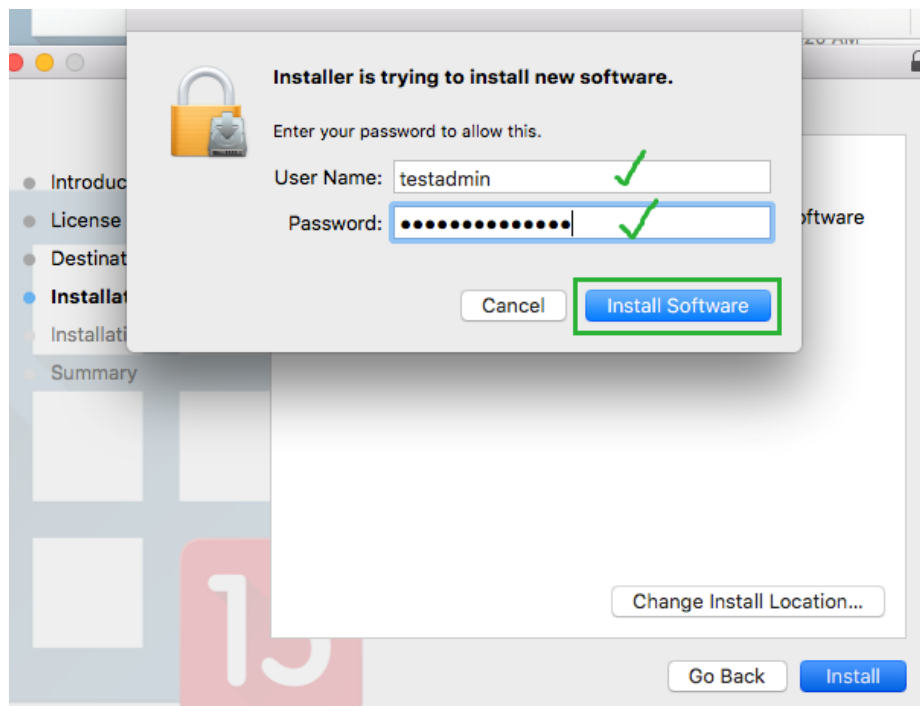 Installer is trying to install new software.
Enter your password to allow this.
User Name: testadmin
Password: ●●●●●●●●●●●●●●
Cancel
Install Software
Introduc
License
Destinat
Installat
Installati
Summary
oftware
15
Change Install Location...
Go Back
Install